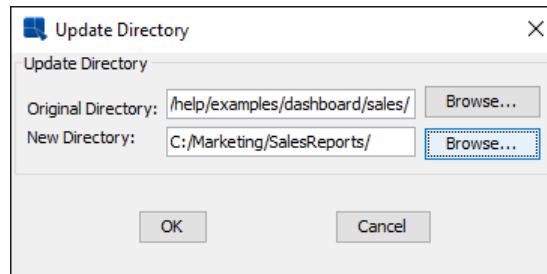 Update Directory
Update Directory
Original Directory: /help/examples/dashboard/sales/ Browse...
New Directory: C:/Marketing/SalesReports/ Browse...
OK Cancel